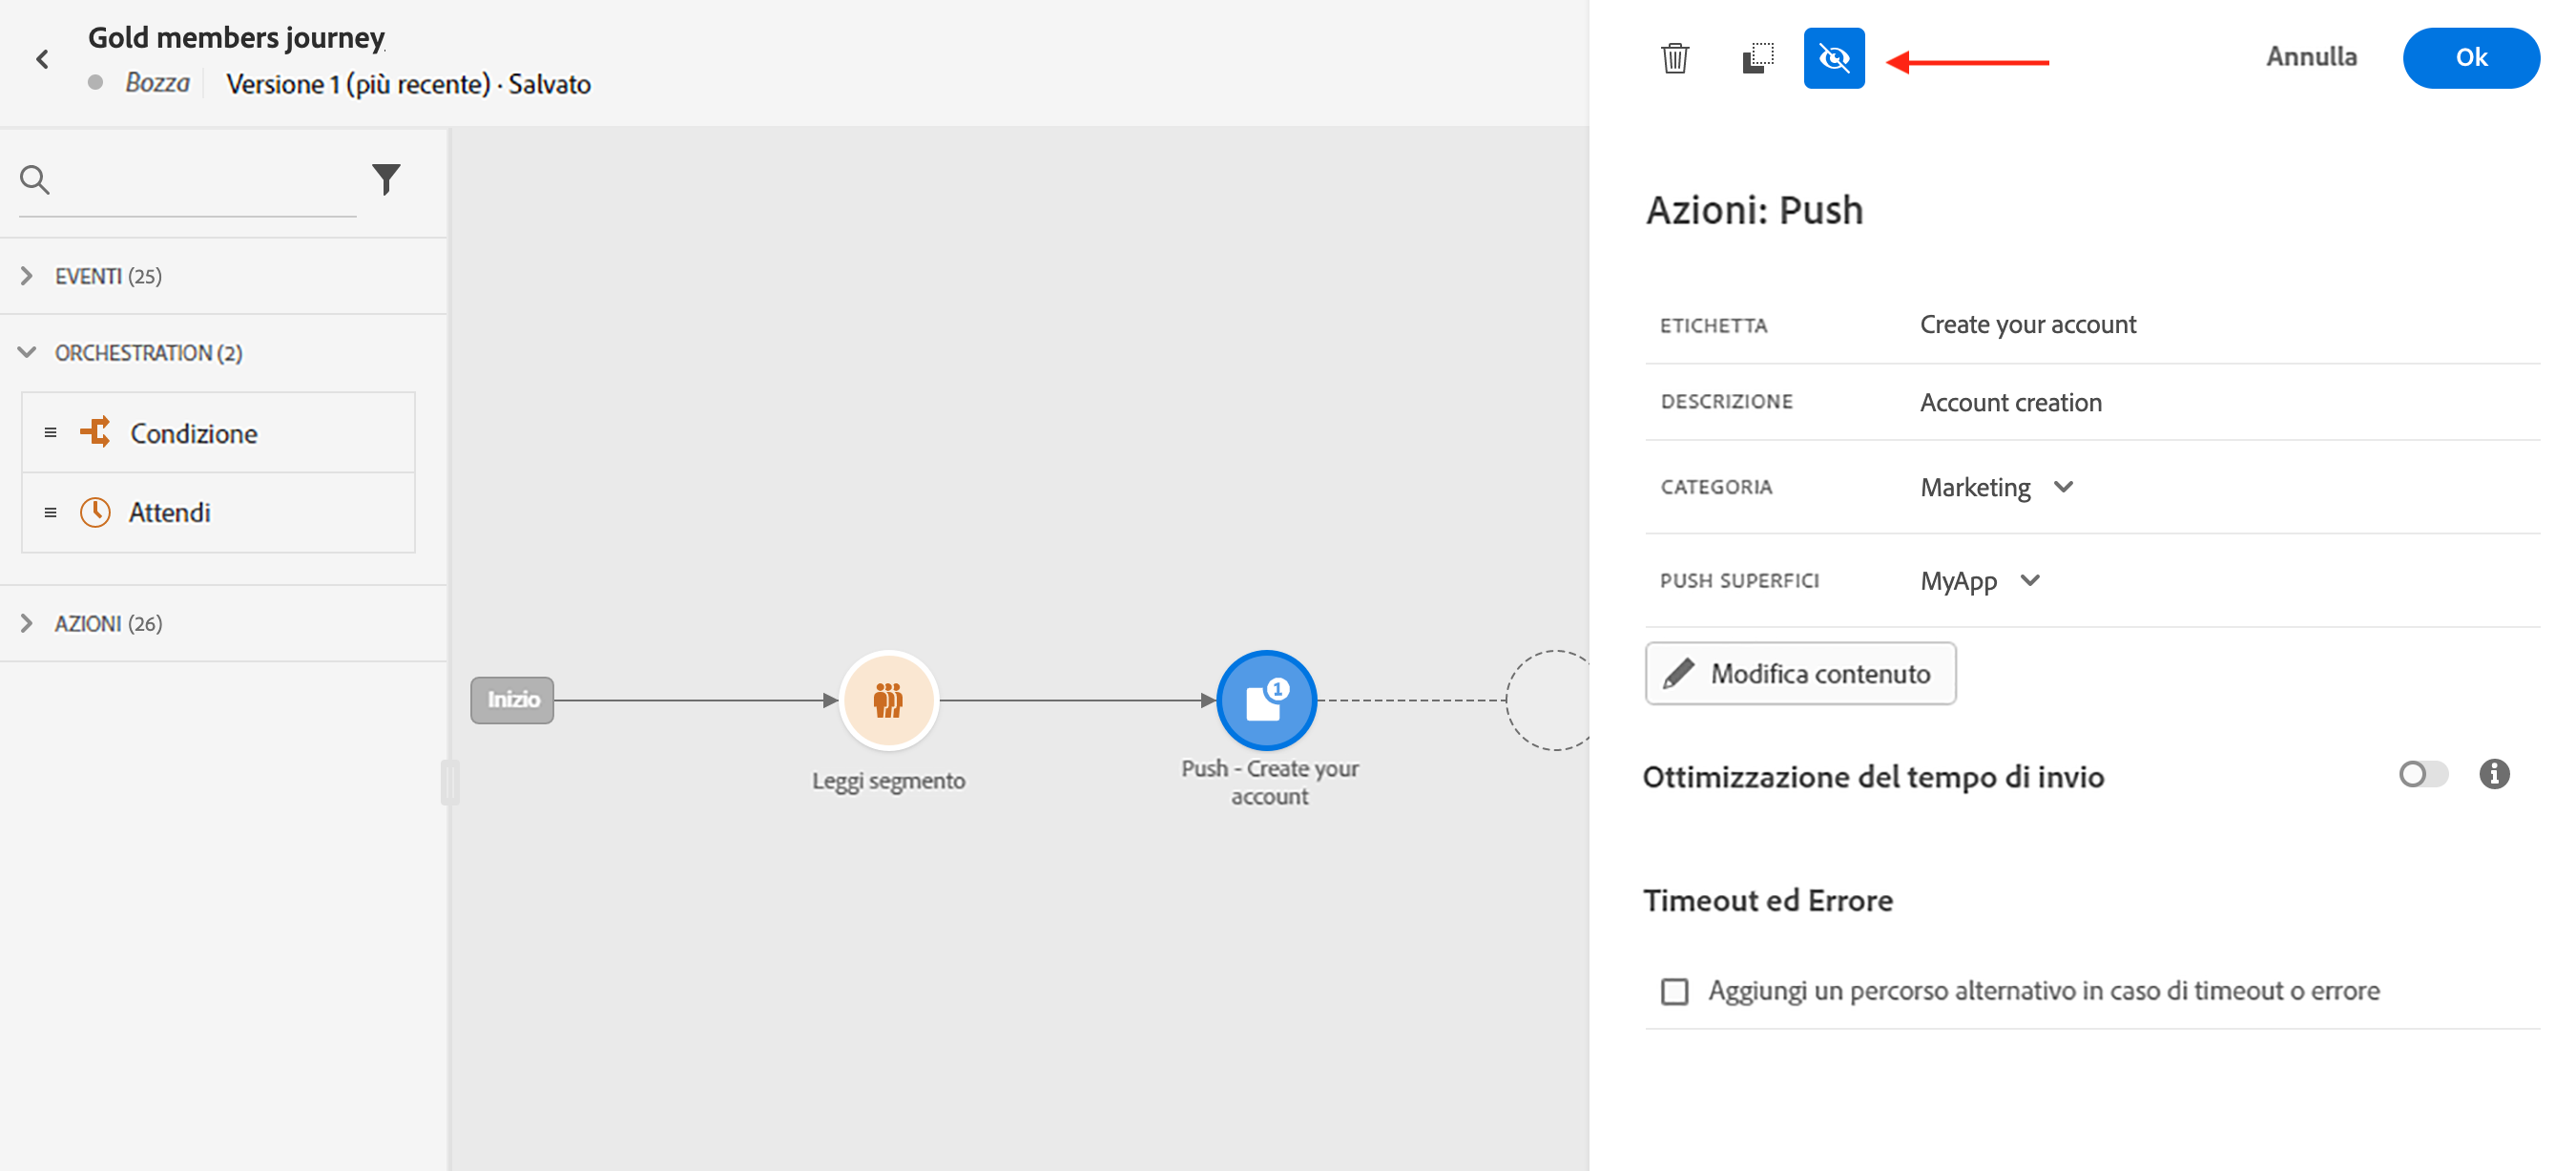 Gold members journey
Bozza Versione 1 (più recente) · Salvato
Annulla
Ok
EVENTI (25)
ORCHESTRATION (2)
Condizione
Attendi
AZIONI (26)
Inizio
Leggi segmento
1
Push - Create your
account
Azioni: Push
ETICHETTA Create your account
DESCRIZIONE Account creation
CATEGORIA Marketing
PUSH SUPERFICI MyApp
Modifica contenuto
Ottimizzazione del tempo di invio
Timeout ed Errore
Aggiungi un percorso alternativo in caso di timeout o errore